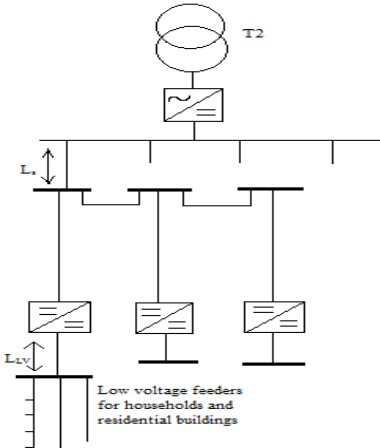 T2
Ls
LLV
Low voltage feeders
for households and
residential buildings